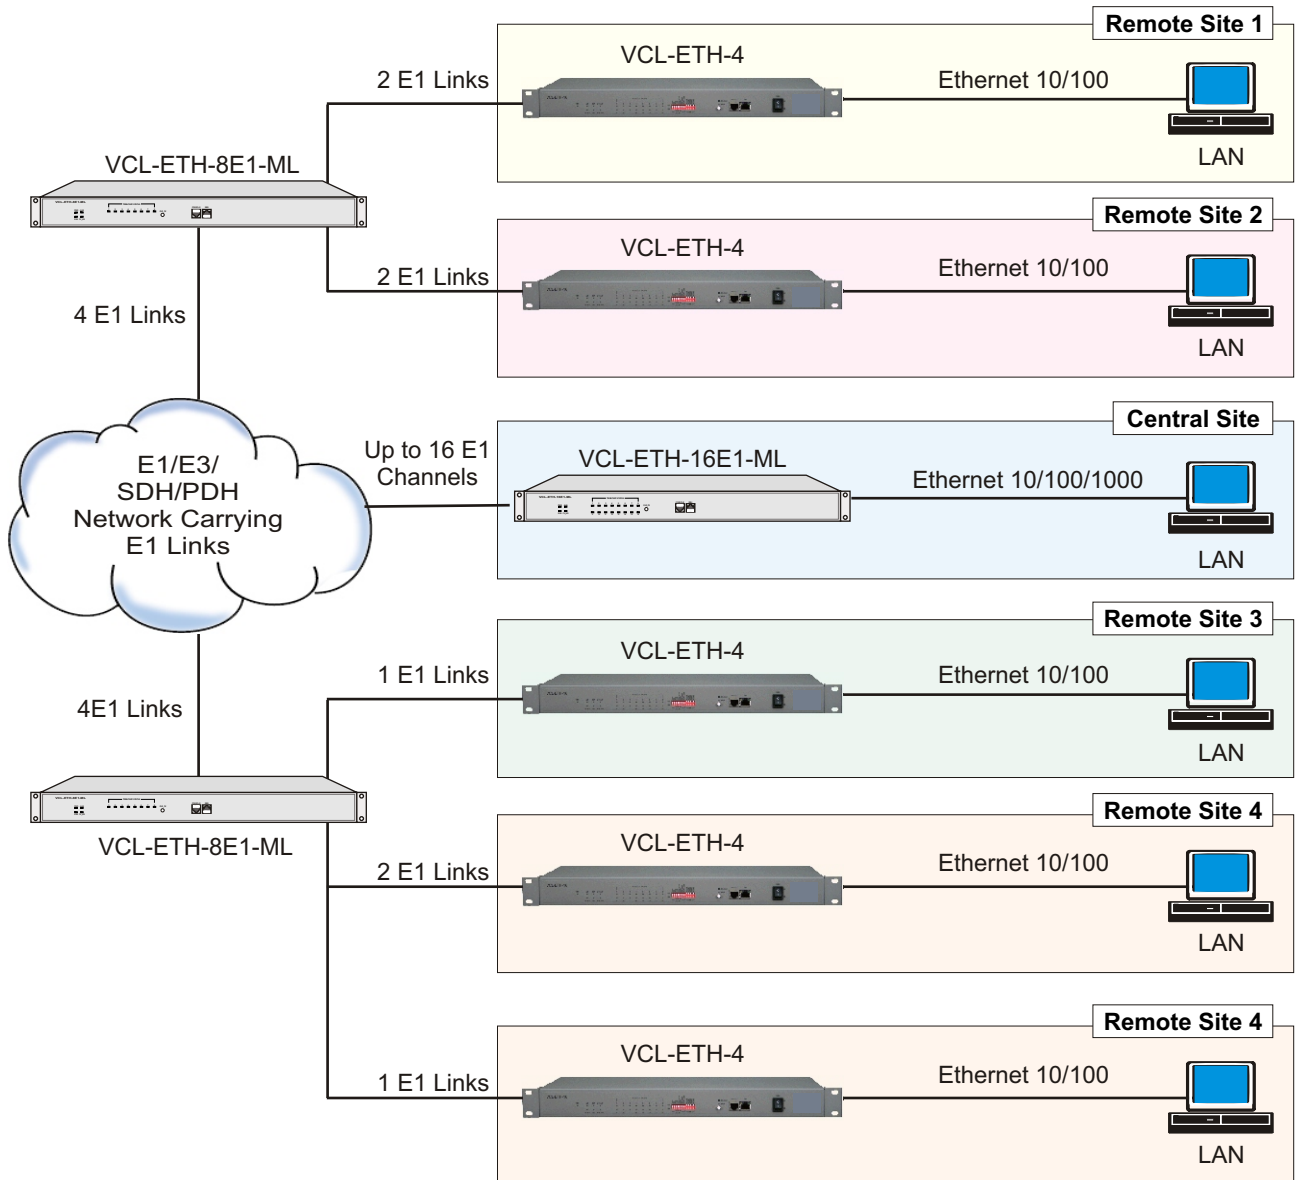 Remote Site 1
VCL-ETH-4
2 E1 Links
Ethernet 10/100
LAN
VCL-ETH-8E1-ML
Remote Site 2
VCL-ETH-4
2 E1 Links
Ethernet 10/100
LAN
4 E1 Links
Central Site
Up to 16 E1
Channels
VCL-ETH-16E1-ML
Ethernet 10/100/1000
LAN
E1/E3/
SDH/PDH
Network Carrying
E1 Links
Remote Site 3
VCL-ETH-4
1 E1 Links
Ethernet 10/100
LAN
4E1 Links
VCL-ETH-8E1-ML
Remote Site 4
VCL-ETH-4
2 E1 Links
Ethernet 10/100
LAN
Remote Site 4
VCL-ETH-4
1 E1 Links
Ethernet 10/100
LAN